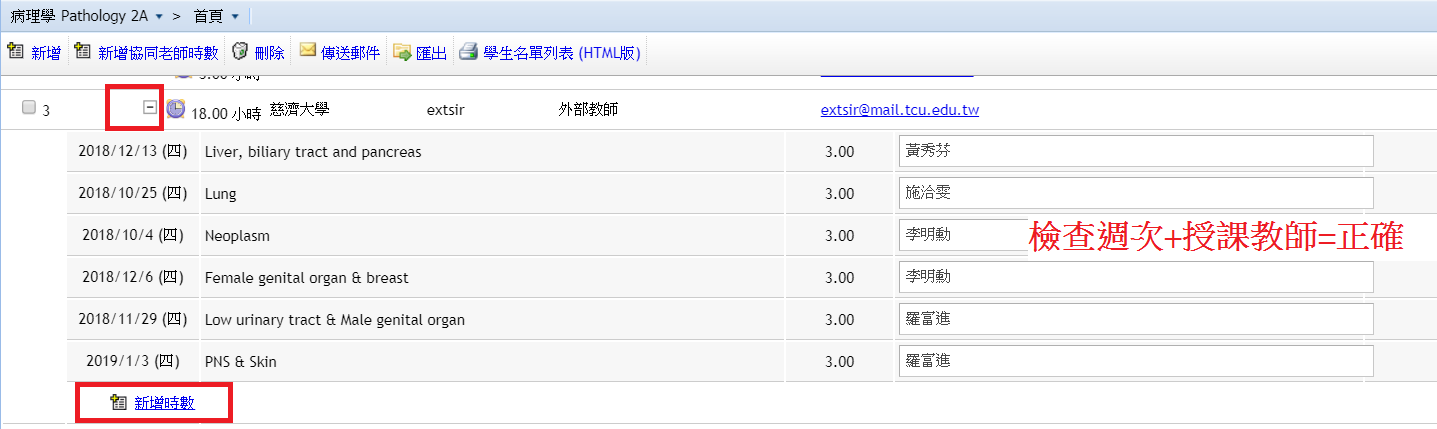 病理學 Pathology 2A > 首頁
新增 新增協同老師時數 刪除 傳送郵件 匯出 學生名單列表 (HTML版)
3 18.00 小時 慈濟大學 extsir 外部教師 extsir@mail.tcu.edu.tw
2018/12/13 (四) Liver, biliary tract and pancreas 3.00 黃秀芬
2018/10/25 (四) Lung 3.00 施洽雯
2018/10/4 (四) Neoplasm 3.00 李明勳
檢查週次+授課教師=正確
2018/12/6 (四) Female genital organ & breast 3.00 李明勳
2018/11/29 (四) Low urinary tract & Male genital organ 3.00 羅富進
2019/1/3 (四) PNS & Skin 3.00 羅富進
新增時數